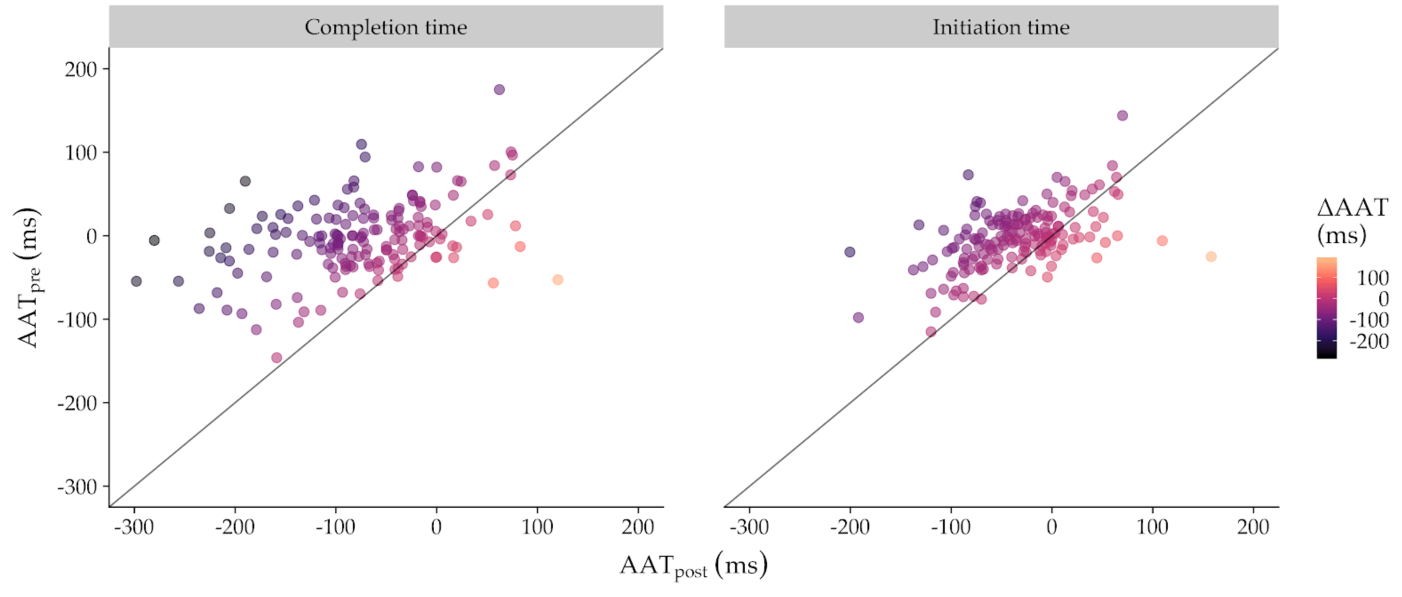 Completion time
Initiation time
AATpre (ms)
200
100
0
-100
-200
-300
-300 -200 -100 0 100 200
-300 -200 -100 0 100 200
AATpost (ms)
ΔAAT
(ms)
100
0
-100
-200